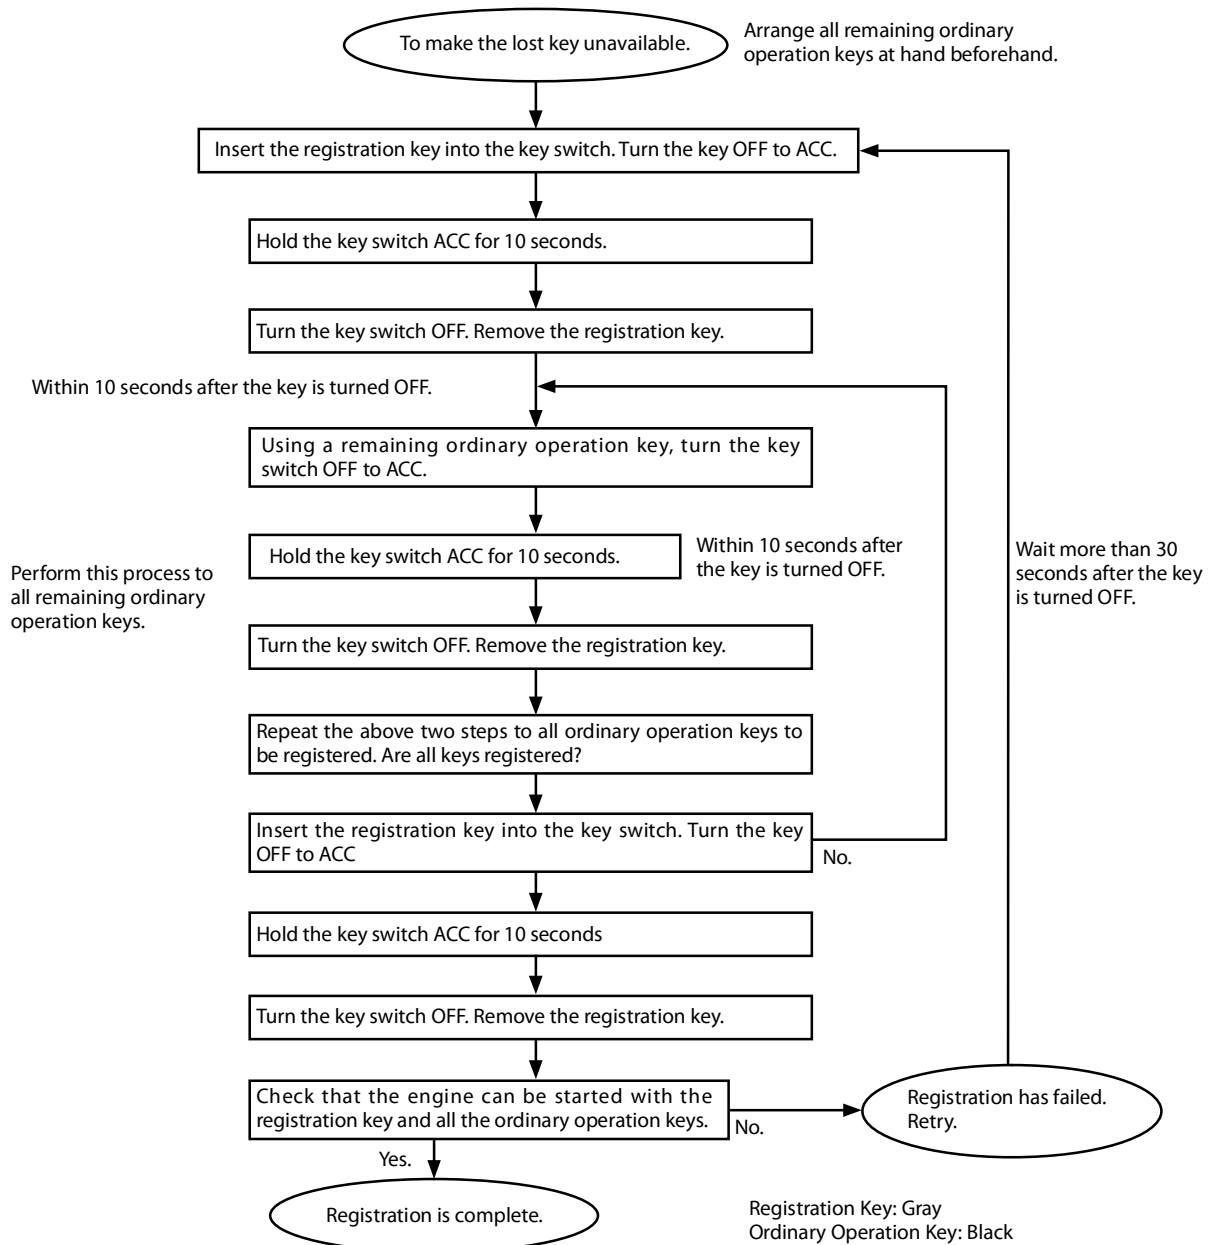 To make the lost key unavailable.
Arrange all remaining ordinary
operation keys at hand beforehand.
Insert the registration key into the key switch. Turn the key OFF to ACC.
Hold the key switch ACC for 10 seconds.
Turn the key switch OFF. Remove the registration key.
Within 10 seconds after the key is turned OFF.
Using a remaining ordinary operation key, turn the key
switch OFF to ACC.
Hold the key switch ACC for 10 seconds.
Within 10 seconds after
the key is turned OFF.
Wait more than 30
seconds after the key
is turned OFF.
Perform this process to
all remaining ordinary
operation keys.
Turn the key switch OFF. Remove the registration key.
Repeat the above two steps to all ordinary operation keys to
be registered. Are all keys registered?
Insert the registration key into the key switch. Turn the key
OFF to ACC
No.
Hold the key switch ACC for 10 seconds
Turn the key switch OFF. Remove the registration key.
Check that the engine can be started with the
registration key and all the ordinary operation keys.
No.
Registration has failed.
Retry.
Yes.
Registration is complete.
Registration Key: Gray
Ordinary Operation Key: Black